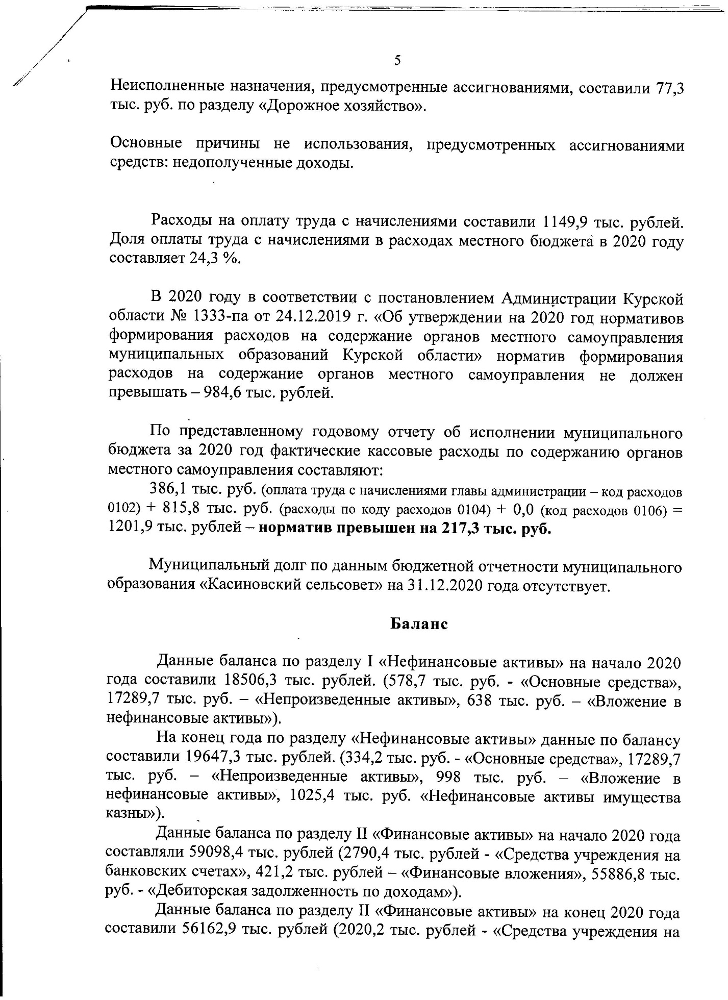 5
Неисполненные назначения, предусмотренные ассигнованиями, составили 77,3
тыс. руб. по разделу «Дорожное хозяйство».
Основные причины не использования, предусмотренных ассигнованиями
средств: недополученные доходы.
Расходы на оплату труда с начислениями составили 1149,9 тыс. рублей.
Доля оплаты труда с начислениями в расходах местного бюджета в 2020 году
составляет 24,3 %.
В 2020 году в соответствии с постановлением Администрации Курской
области № 1333-па от 24.12.2019 г. «Об утверждении на 2020 год нормативов
формирования расходов на содержание органов местного самоуправления
муниципальных образований Курской области» норматив формирования
расходов на содержание органов местного самоуправления не должен
превышать – 984,6 тыс. рублей.
По представленному годовому отчету об исполнении муниципального
бюджета за 2020 год фактические кассовые расходы по содержанию органов
местного самоуправления составляют:
386,1 тыс. руб. (оплата труда с начислениями главы администрации – код расходов
0102) + 815,8 тыс. руб. (расходы по коду расходов 0104) + 0,0 (код расходов 0106) =
1201,9 тыс. рублей – норматив превышен на 217,3 тыс. руб.
Муниципальный долг по данным бюджетной отчетности муниципального
образования «Касиновский сельсовет» на 31.12.2020 года отсутствует.
Баланс
Данные баланса по разделу I «Нефинансовые активы» на начало 2020
года составили 18506,3 тыс. рублей. (578,7 тыс. руб. - «Основные средства»,
17289,7 тыс. руб. – «Непроизведенные активы», 638 тыс. руб. – «Вложение в
нефинансовые активы»).
На конец года по разделу «Нефинансовые активы» данные по балансу
составили 19647,3 тыс. рублей. (334,2 тыс. руб. - «Основные средства», 17289,7
тыс. руб. – «Непроизведенные активы», 998 тыс. руб. – «Вложение в
нефинансовые активы», 1025,4 тыс. руб. «Нефинансовые активы имущества
казны»).
Данные баланса по разделу II «Финансовые активы» на начало 2020 года
составляли 59098,4 тыс. рублей (2790,4 тыс. рублей - «Средства учреждения на
банковских счетах», 421,2 тыс. рублей – «Финансовые вложения», 55886,8 тыс.
руб. - «Дебиторская задолженность по доходам»).
Данные баланса по разделу II «Финансовые активы» на конец 2020 года
составили 56162,9 тыс. рублей (2020,2 тыс. рублей - «Средства учреждения на